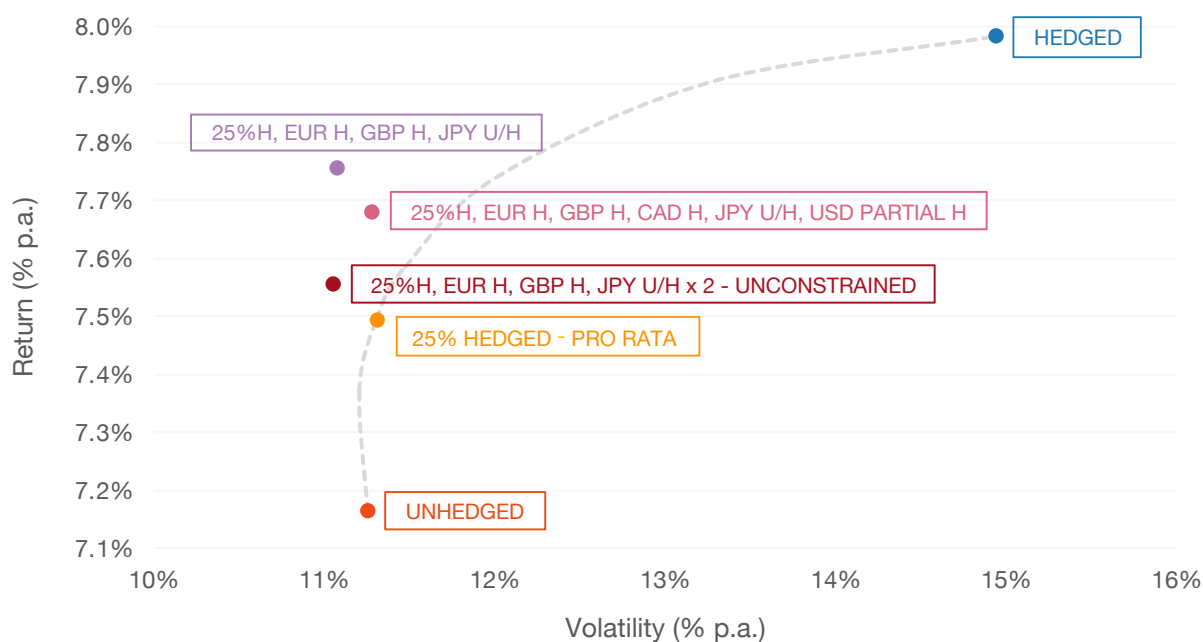 8.0%
HEDGED
7.9%
25%H, EUR H, GBP H, JPY U/H
7.8%
7.7%
25%H, EUR H, GBP H, CAD H, JPY U/H, USD PARTIAL H
7.6%
25%H, EUR H, GBP H, JPY U/H x 2 - UNCONSTRAINED
7.5%
25% HEDGED - PRO RATA
7.4%
7.3%
7.2%
UNHEDGED
7.1%
Return (% p.a.)
10% 11% 12% 13% 14% 15% 16%
Volatility (% p.a.)